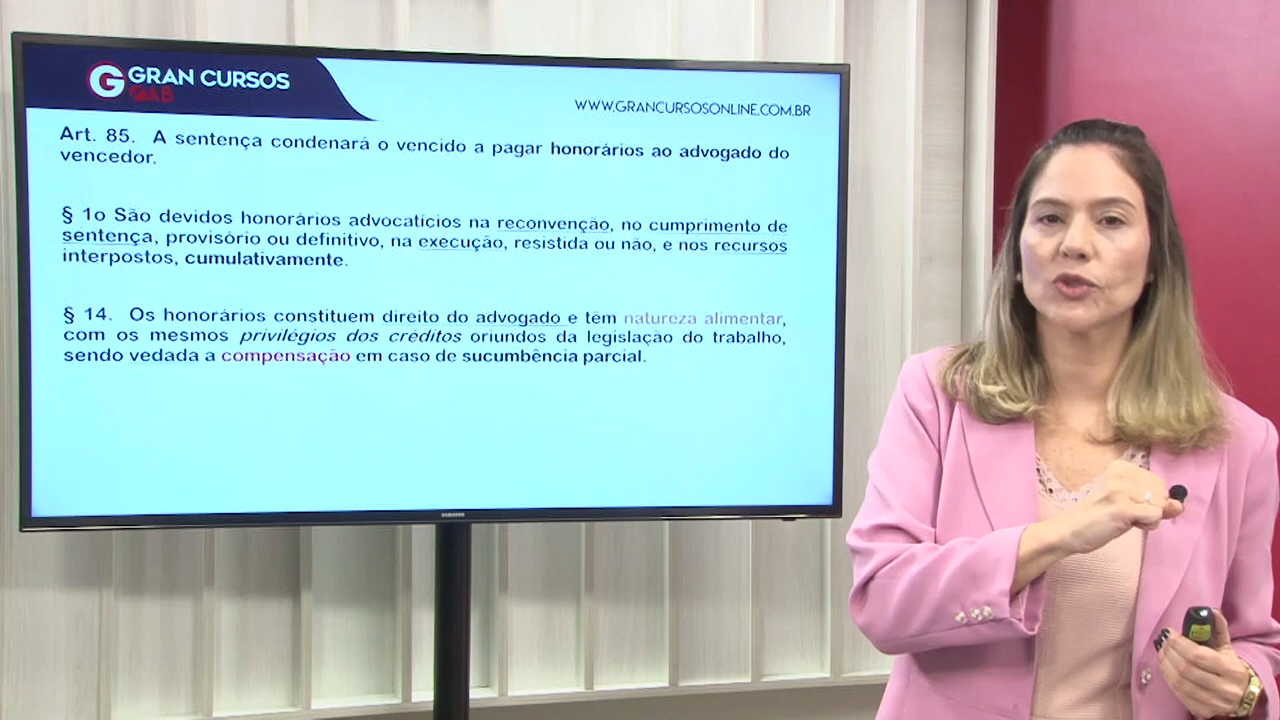 GRAN CURSOS
OAB
WWW.GRANCURSOSONLINE.COM.BR
Art. 85. A sentença condenará o vencido a pagar honorários ao advogado do
vencedor.
§ 1o São devidos honorários advocatícios na reconvenção, no cumprimento de
sentença, provisório ou definitivo, na execução, resistida ou não, e nos recursos
interpostos, cumulativamente.
§ 14. Os honorários constituem direito do advogado e têm natureza alimentar,
com os mesmos privilégios dos créditos oriundos da legislação do trabalho,
sendo vedada a compensação em caso de sucumbência parcial.
SAMSUNG